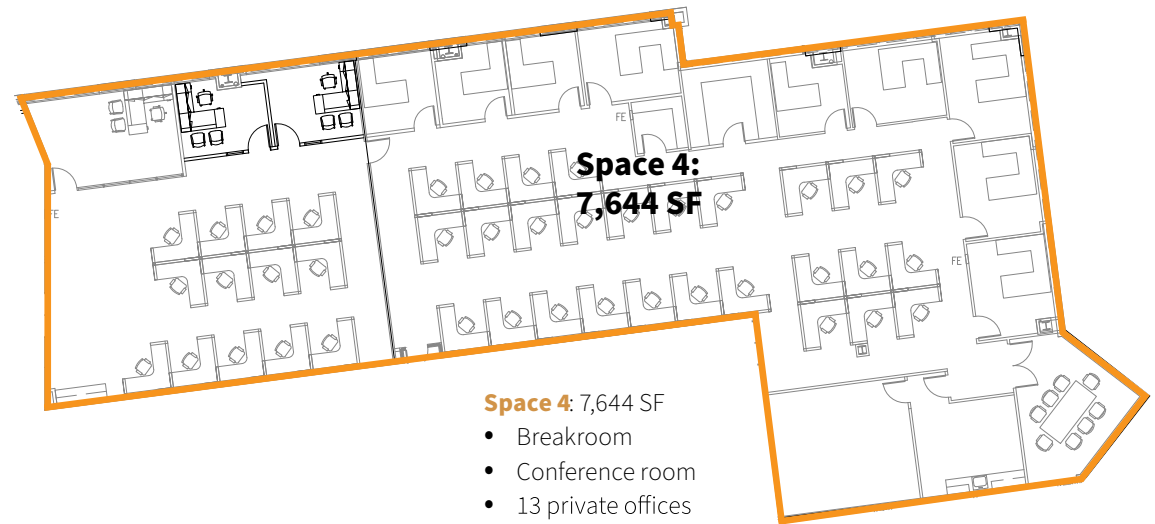 FE
Space 4:
7,644 SF
FE
FE
Space 4: 7,644 SF
• Breakroom
• Conference room
• 13 private offices